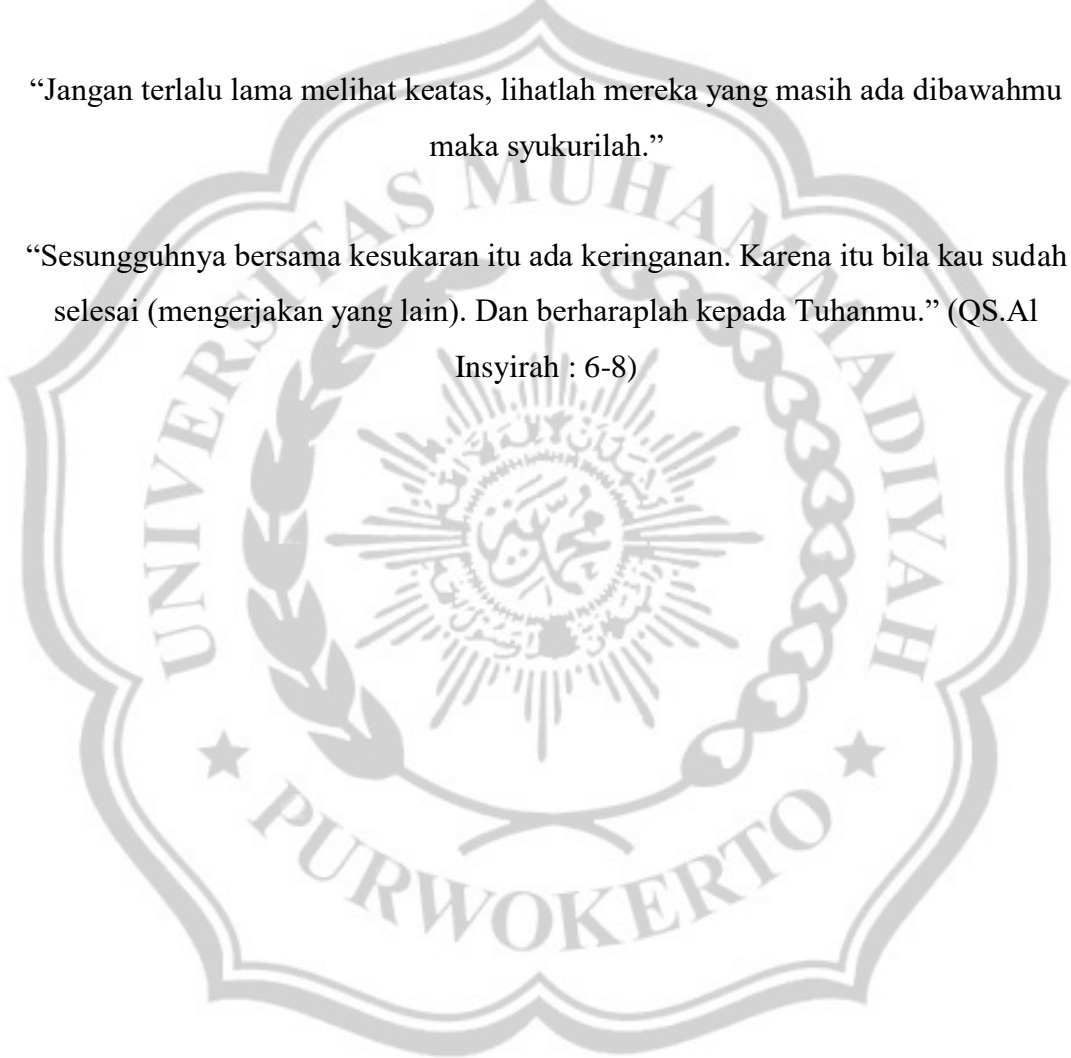 “Jangan terlalu lama melihat keatas, lihatlah mereka yang masih ada dibawahmu
maka syukurilah.”
“Sesungguhnya bersama kesukaran itu ada keringanan. Karena itu bila kau sudah
selesai (mengerjakan yang lain). Dan berharaplah kepada Tuhanmu.” (QS.Al
Insyirah : 6-8)
UNIVERSITAS MUHAMMADIYAH
PURWOKERTO